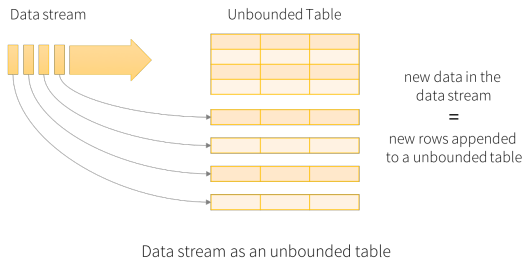 Data stream
Unbounded Table
new data in the
data stream
=
new rows appended
to a unbounded table
Data stream as an unbounded table